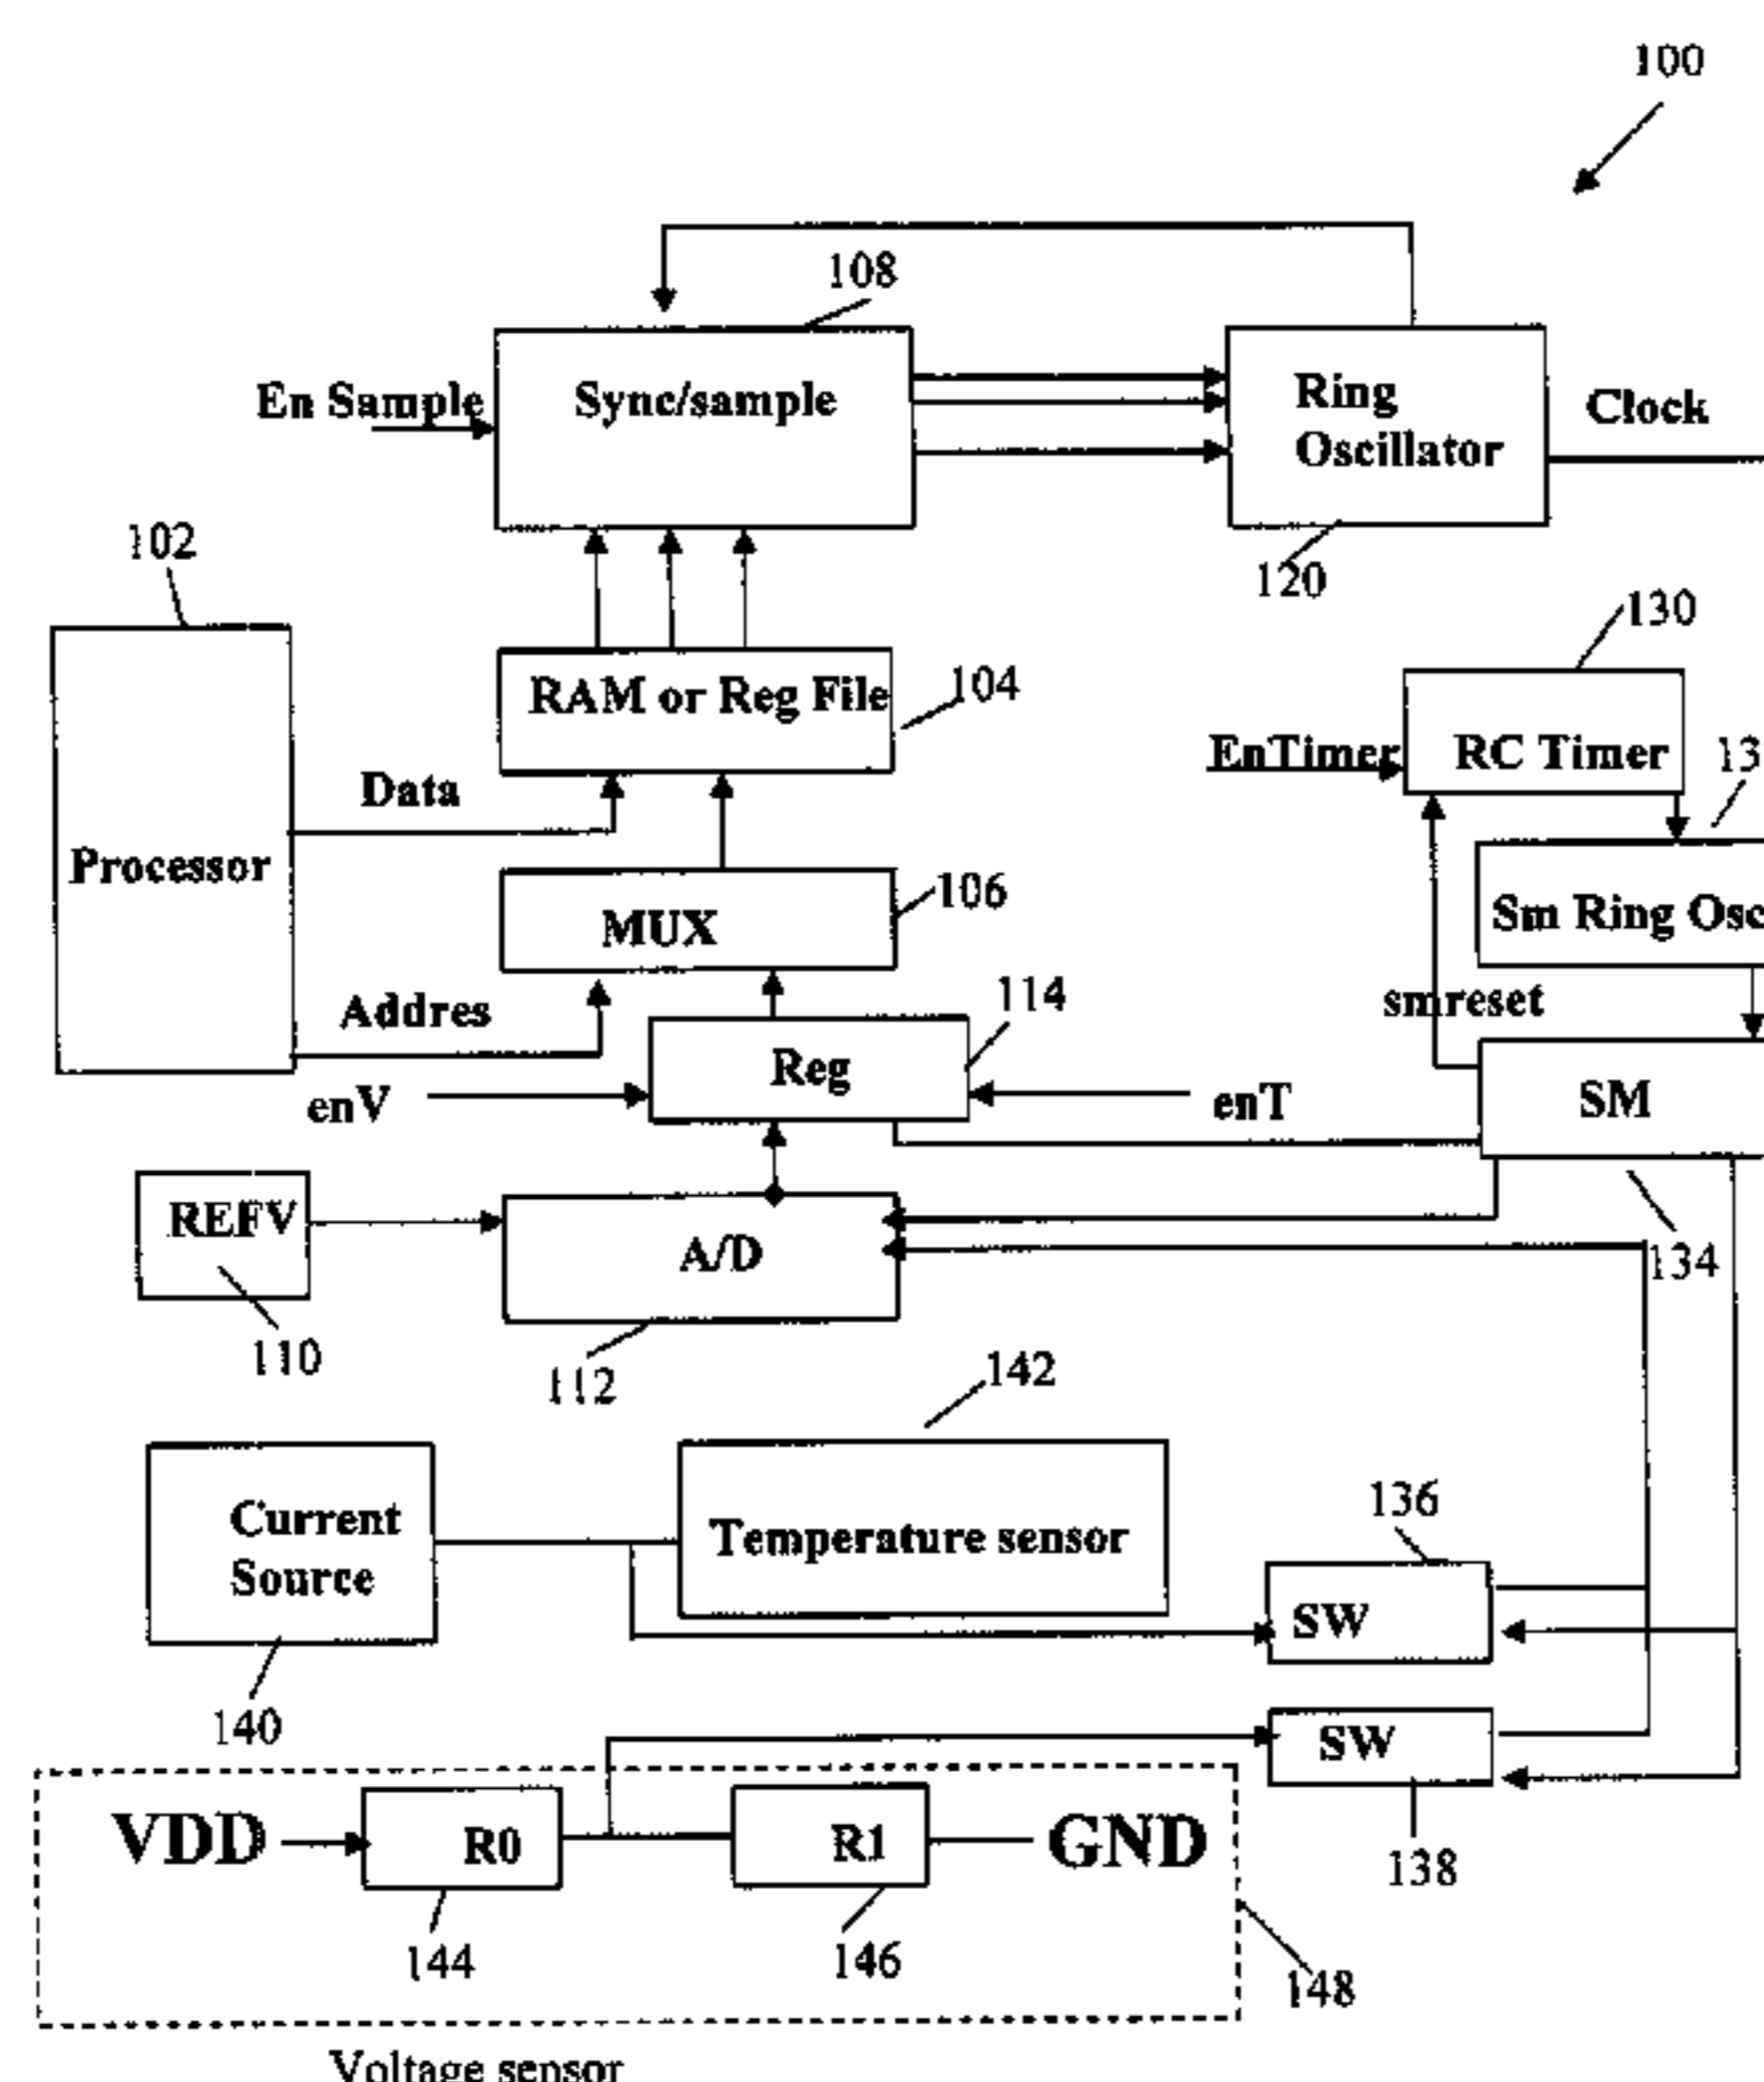 100
108
En Sample
Sync/sample
Ring
Oscillator
Clock
102
120
130
RAM or Reg File
104
EnTimer
RC Timer
13
Data
Processor
MUX
106
Sm Ring Osc
Addres
114
smreset
Reg
enV
enT
SM
REFV
A/D
134
110
112
142
Current
Source
Temperature sensor
136
SW
140
SW
VDD
R0
R1
GND
138
144
146
148
Voltage sensor